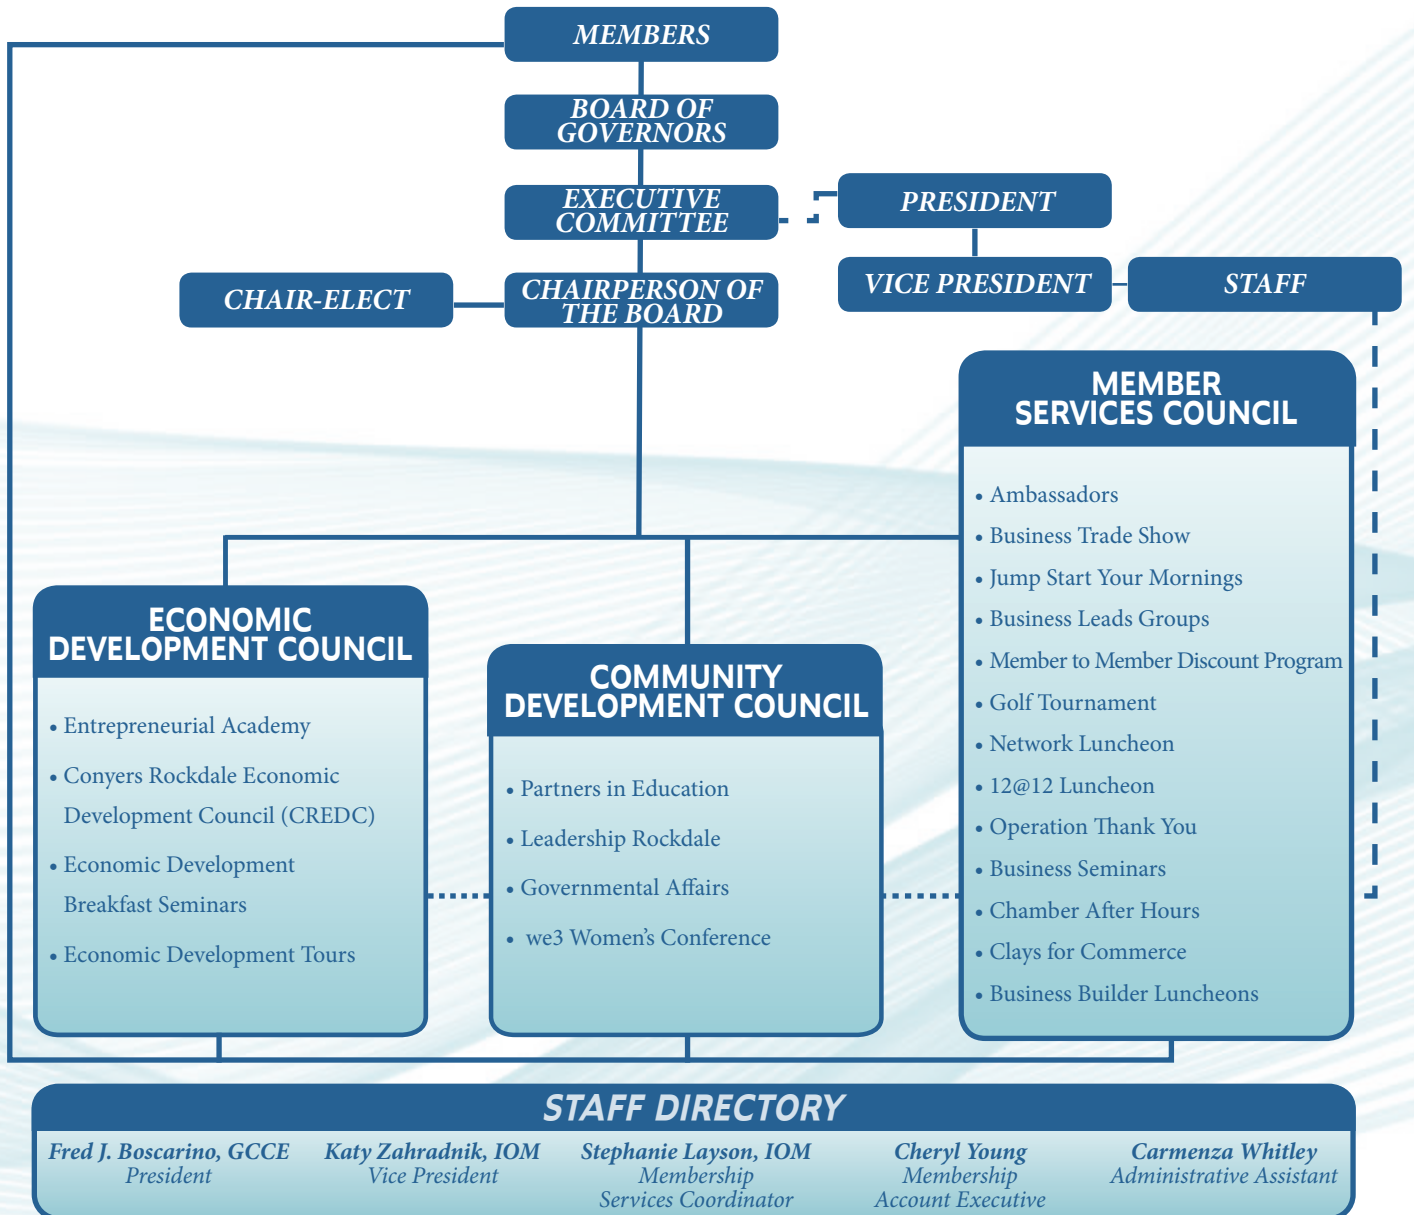 MEMBERS
BOARD OF
GOVERNORS
EXECUTIVE
COMMITTEE
PRESIDENT
VICE PRESIDENT
STAFF
CHAIR-ELECT
CHAIRPERSON OF
THE BOARD
MEMBER
SERVICES COUNCIL
• Ambassadors
• Business Trade Show
• Jump Start Your Mornings
• Business Leads Groups
• Member to Member Discount Program
• Golf Tournament
• Network Luncheon
• 12@12 Luncheon
• Operation Thank You
• Business Seminars
• Chamber After Hours
• Clays for Commerce
• Business Builder Luncheons
ECONOMIC
DEVELOPMENT COUNCIL
• Entrepreneurial Academy
• Conyers Rockdale Economic
Development Council (CREDC)
• Economic Development
Breakfast Seminars
• Economic Development Tours
COMMUNITY
DEVELOPMENT COUNCIL
• Partners in Education
• Leadership Rockdale
• Governmental Affairs
• we3 Women's Conference
STAFF DIRECTORY
Fred J. Boscarino, GCCE
President
Katy Zahradnik, IOM
Vice President
Stephanie Layson, IOM
Membership
Services Coordinator
Cheryl Young
Membership
Account Executive
Carmenza Whitley
Administrative Assistant